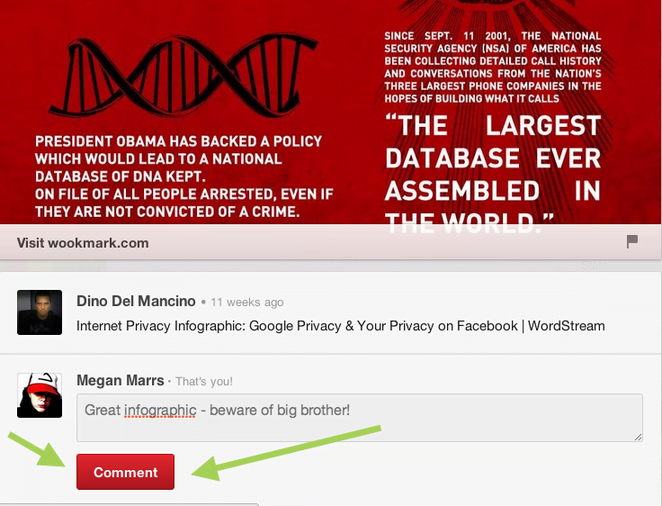 PRESIDENT OBAMA HAS BACKED A POLICY
WHICH WOULD LEAD TO A NATIONAL
DATABASE OF DNA KEPT.
ON FILE OF ALL PEOPLE ARRESTED, EVEN IF
THEY ARE NOT CONVICTED OF A CRIME.
SINCE SEPT. 11 2001, THE NATIONAL
SECURITY AGENCY (NSA) OF AMERICA HAS
BEEN COLLECTING DETAILED CALL HISTORY
AND CONVERSATIONS FROM THE NATION'S
THREE LARGEST PHONE COMPANIES IN THE
HOPES OF BUILDING WHAT IT CALLS
“THE LARGEST
DATABASE EVER
ASSEMBLED IN
THE WORLD.”
Visit wookmark.com
Dino Del Mancino • 11 weeks ago
Internet Privacy Infographic: Google Privacy & Your Privacy on Facebook | WordStream
Megan Marrs · That's you!
Great infographic - beware of big brother!
Comment